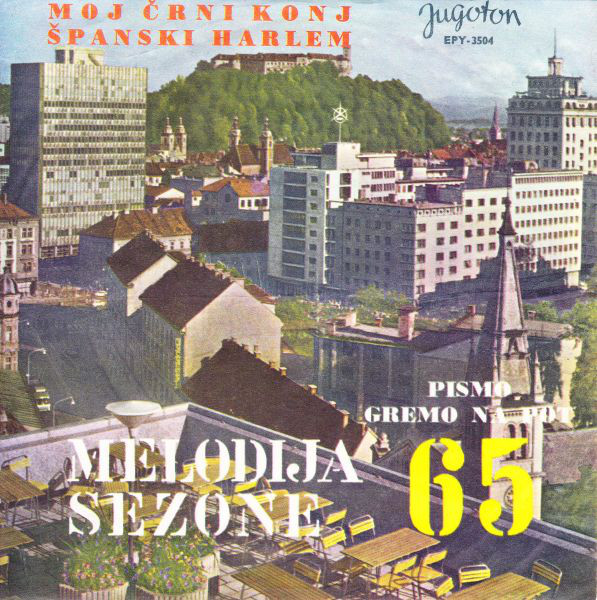 MOJ ČRNI KONJ
ŠPANSKI HARLEM
Jugoton
EPY-3504
PISMO
GREMO NA POT
MELODIJA
SEZONE
65